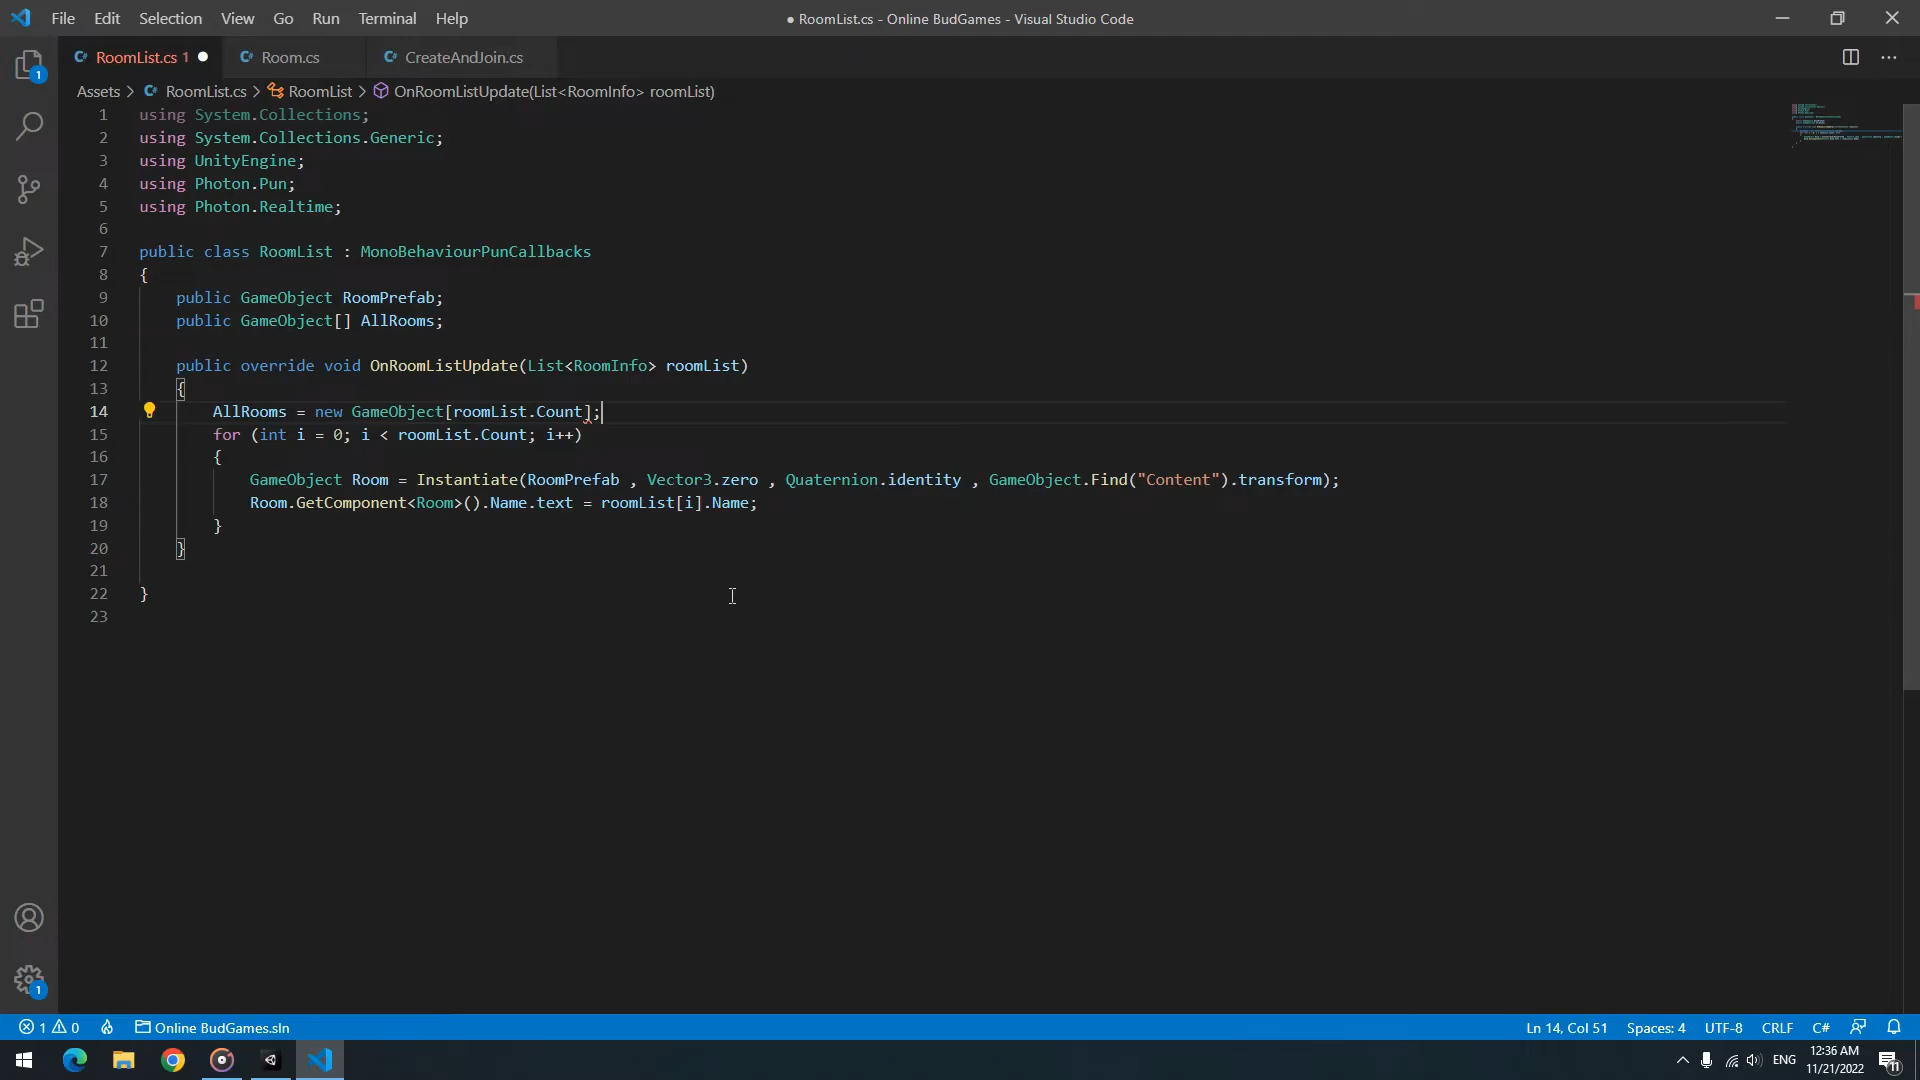 File Edit Selection View Go Run Terminal Help
● RoomList.cs - Online BudGames - Visual Studio Code
RoomList.cs 1
Room.cs
CreateAndJoin.cs
Assets > RoomList.cs > RoomList > OnRoomListUpdate(List<RoomInfo> roomList)
1 using System.Collections;
2 using System.Collections.Generic;
3 using UnityEngine;
4 using Photon.Pun;
5 using Photon.Realtime;
6
7 public class RoomList : MonoBehaviourPunCallbacks
8 {
9 public GameObject RoomPrefab;
10 public GameObject[] AllRooms;
11
12 public override void OnRoomListUpdate(List<RoomInfo> roomList)
13 {
14 AllRooms = new GameObject[roomList.Count];
15 for (int i = 0; i < roomList.Count; i++)
16 {
17 GameObject Room = Instantiate(RoomPrefab , Vector3.zero , Quaternion.identity , GameObject.Find("Content").transform);
18 Room.GetComponent<Room>().Name.text = roomList[i].Name;
19 }
20 }
21
22 }
23
1
1
1 0 Online BudGames.sln
Ln 14, Col 51 Spaces: 4 UTF-8 CRLF C#
ENG
12:36 AM
11/21/2022
11